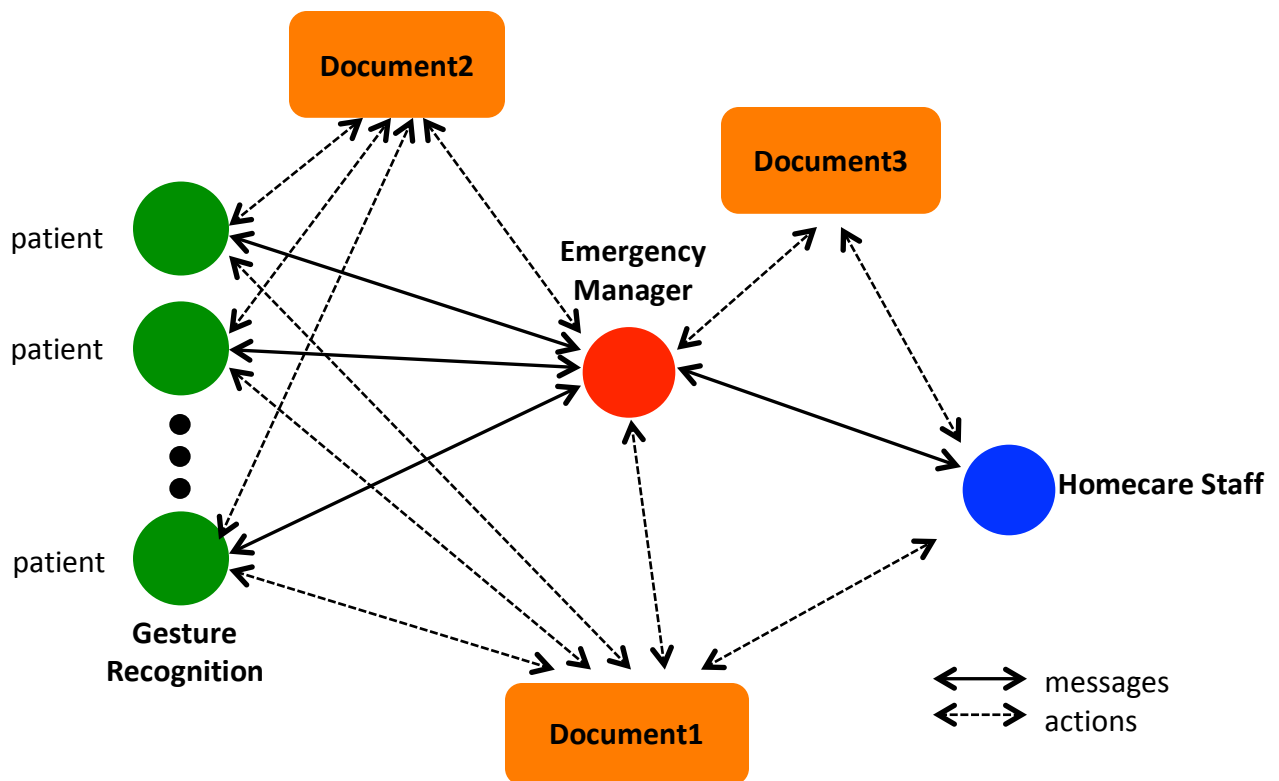 Document2
Document3
patient
Emergency
Manager
patient
Homecare Staff
patient
Gesture
Recognition
messages
actions
Document1